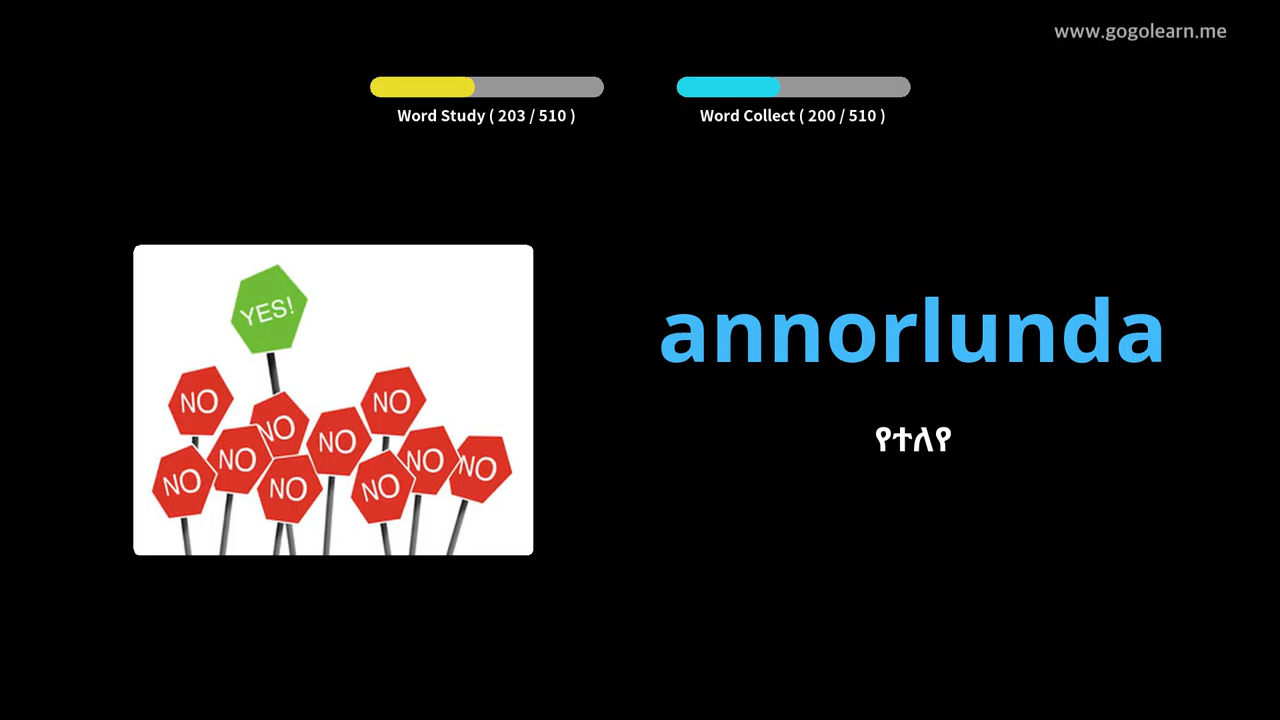 www.gogolearn.me
Word Study ( 203 / 510 )
Word Collect ( 200 / 510 )
YES!
NO
NO
NO
NO
NO
NO
NO
NO
NO
NO
annorlunda
የተለየ